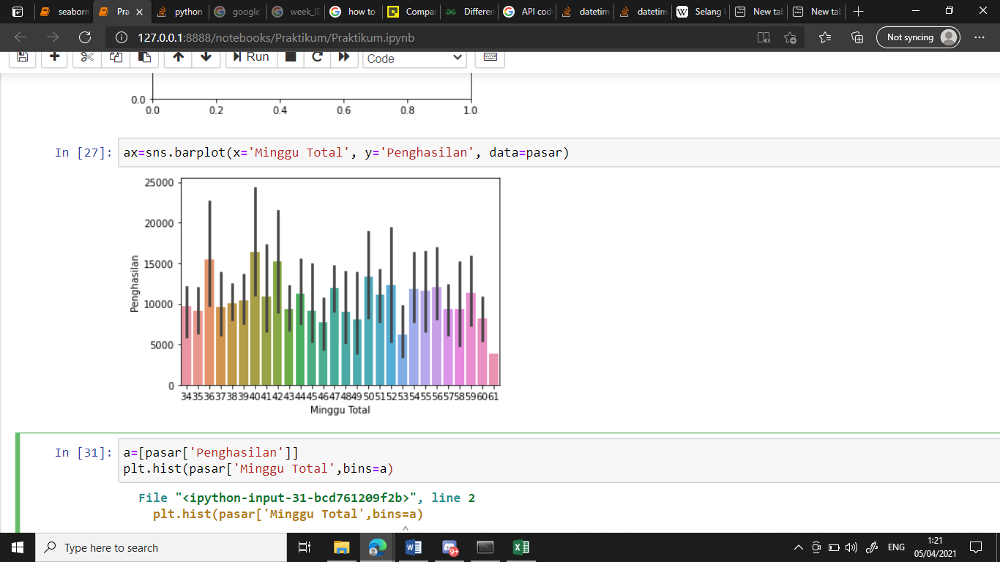 seaborn
Pra
python
google
week_ID
how to
Compar
Differen
API cod
datetim
datetim
W Selang
New tab
New tab
127.0.0.1:8888/notebooks/Praktikum/Praktikum.ipynb
Not syncing
Run
Code
0.0
0.0 0.2 0.4 0.6 0.8 1.0
In [27]: ax=sns.barplot(x='Minggu Total', y='Penghasilan', data=pasar)
25000
20000
15000
10000
5000
0
Penghasilan
34 35 36 37 38 39 40 41 42 43 44 45 46 47 48 49 50 51 52 53 54 55 56 57 58 59 60 61
Minggu Total
In [31]: a=[pasar['Penghasilan']]
plt.hist(pasar['Minggu Total',bins=a)
File "<ipython-input-31-bcd761209f2b>", line 2
plt.hist(pasar['Minggu Total',bins=a)
^
Type here to search
9+
ENG
1:21
05/04/2021